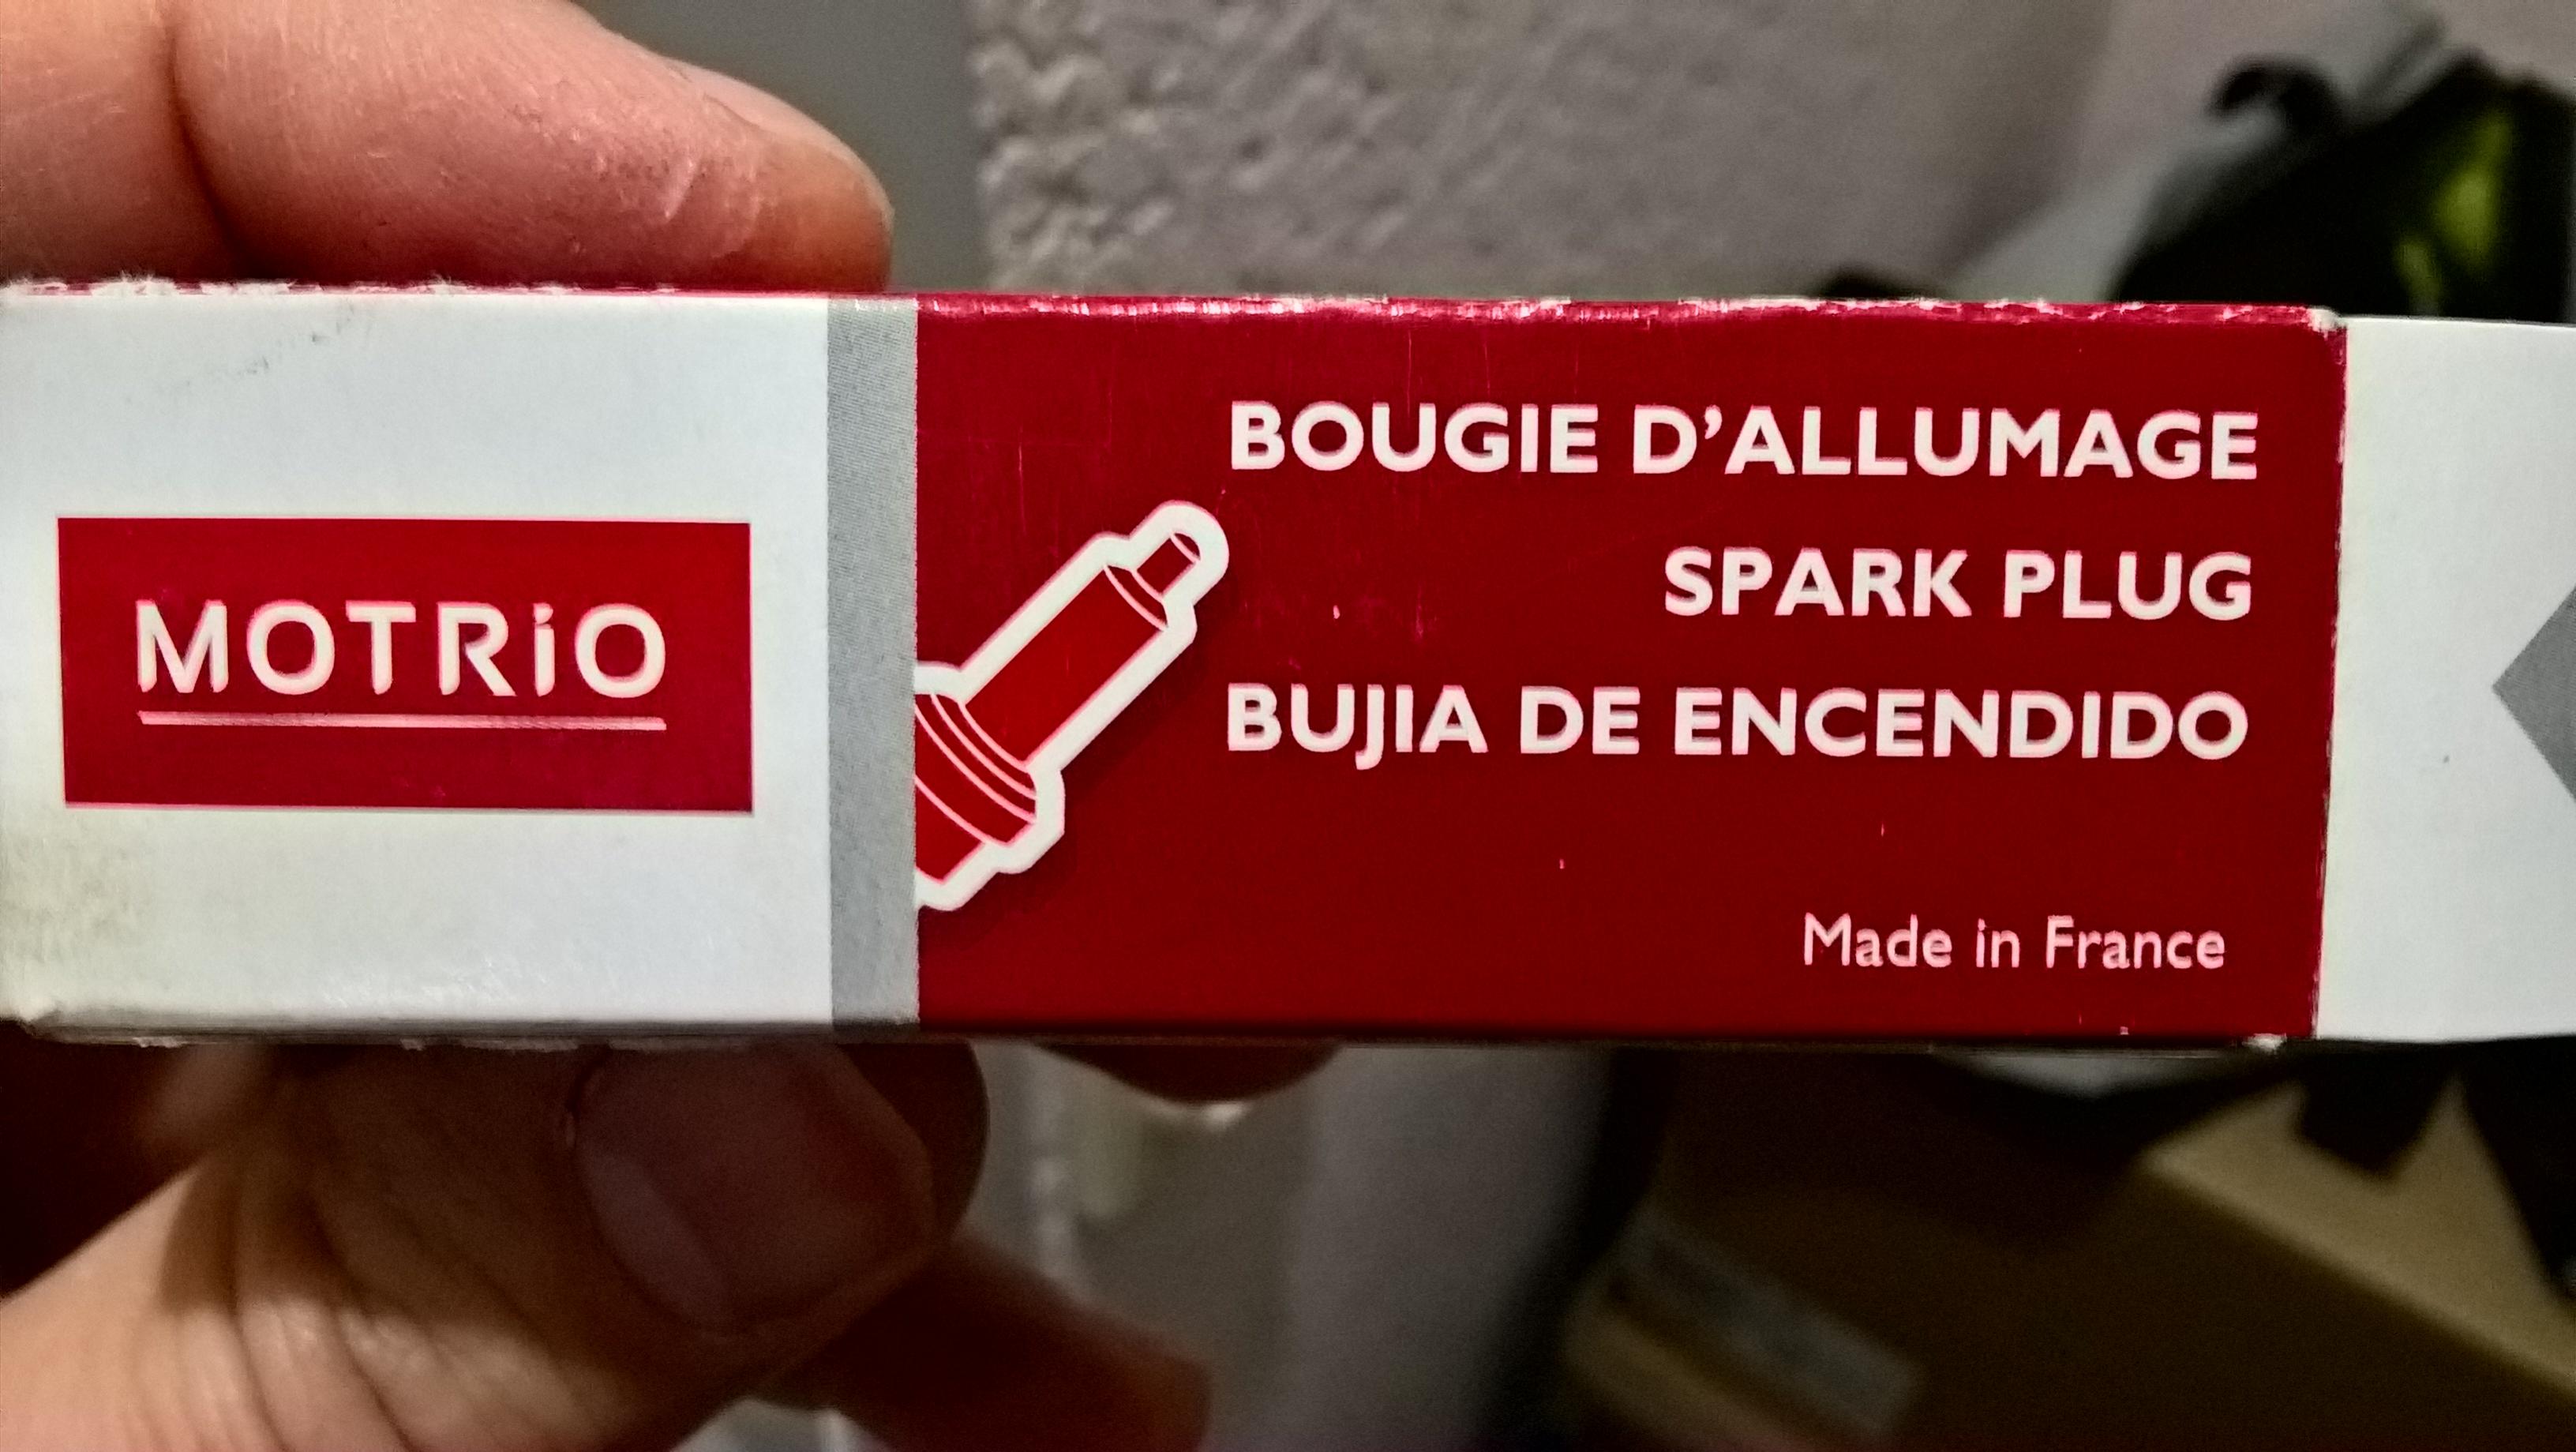 MOTRiO
BOUGIE D'ALLUMAGE
SPARK PLUG
BUJIA DE ENCENDIDO
Made in France